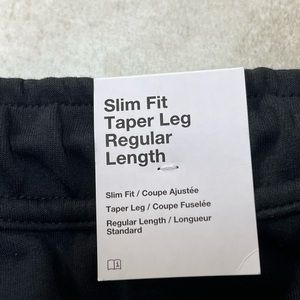 Slim Fit
Taper Leg
Regular
Length
Slim Fit / Coupe Ajustée
Taper Leg / Coupe Fuselée
Regular Length / Longueur
Standard